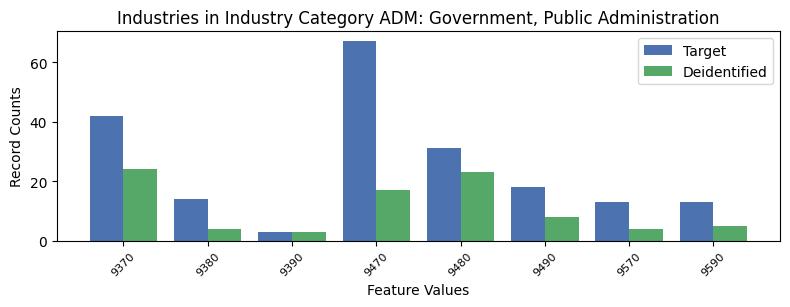 Industries in Industry Category ADM: Government, Public Administration
Target
Deidentified
Record Counts
60
40
20
0
9370 9380 9390 9470 9480 9490 9570 9590
Feature Values